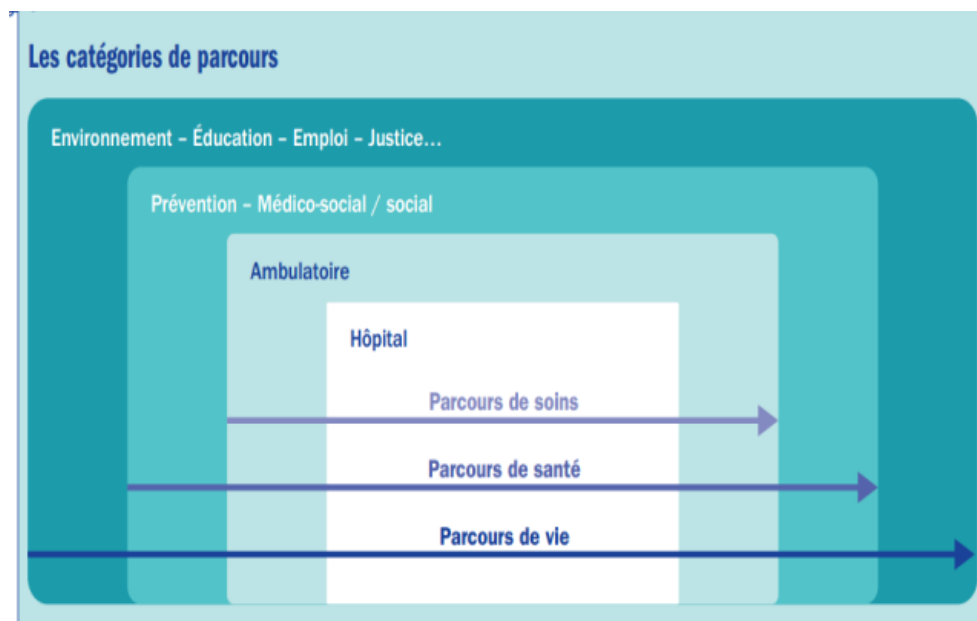 Les catégories de parcours
Environnement – Éducation – Emploi – Justice...
Prévention – Médico-social / social
Ambulatoire
Hôpital
Parcours de soins
Parcours de santé
Parcours de vie